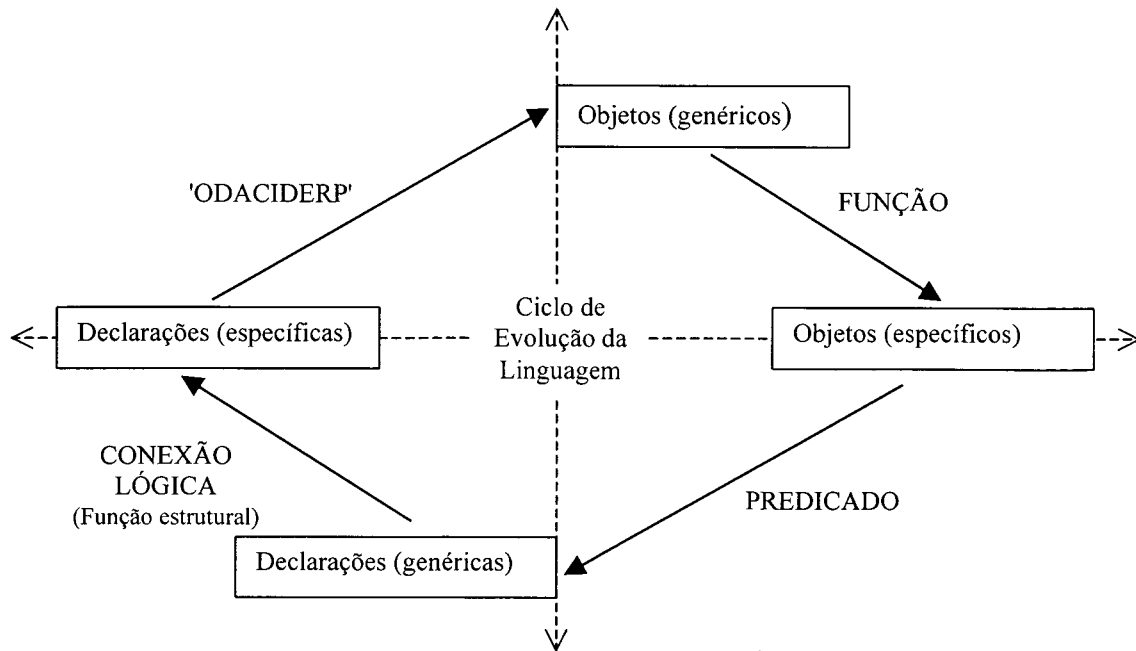 Objetos (genéricos)
'ODACIDERP'
FUNÇÃO
Declarações (específicas)
Ciclo de
Evolução da
Linguagem
Objetos (específicos)
CONEXÃO
LÓGICA
(Função estrutural)
PREDICADO
Declarações (genéricas)